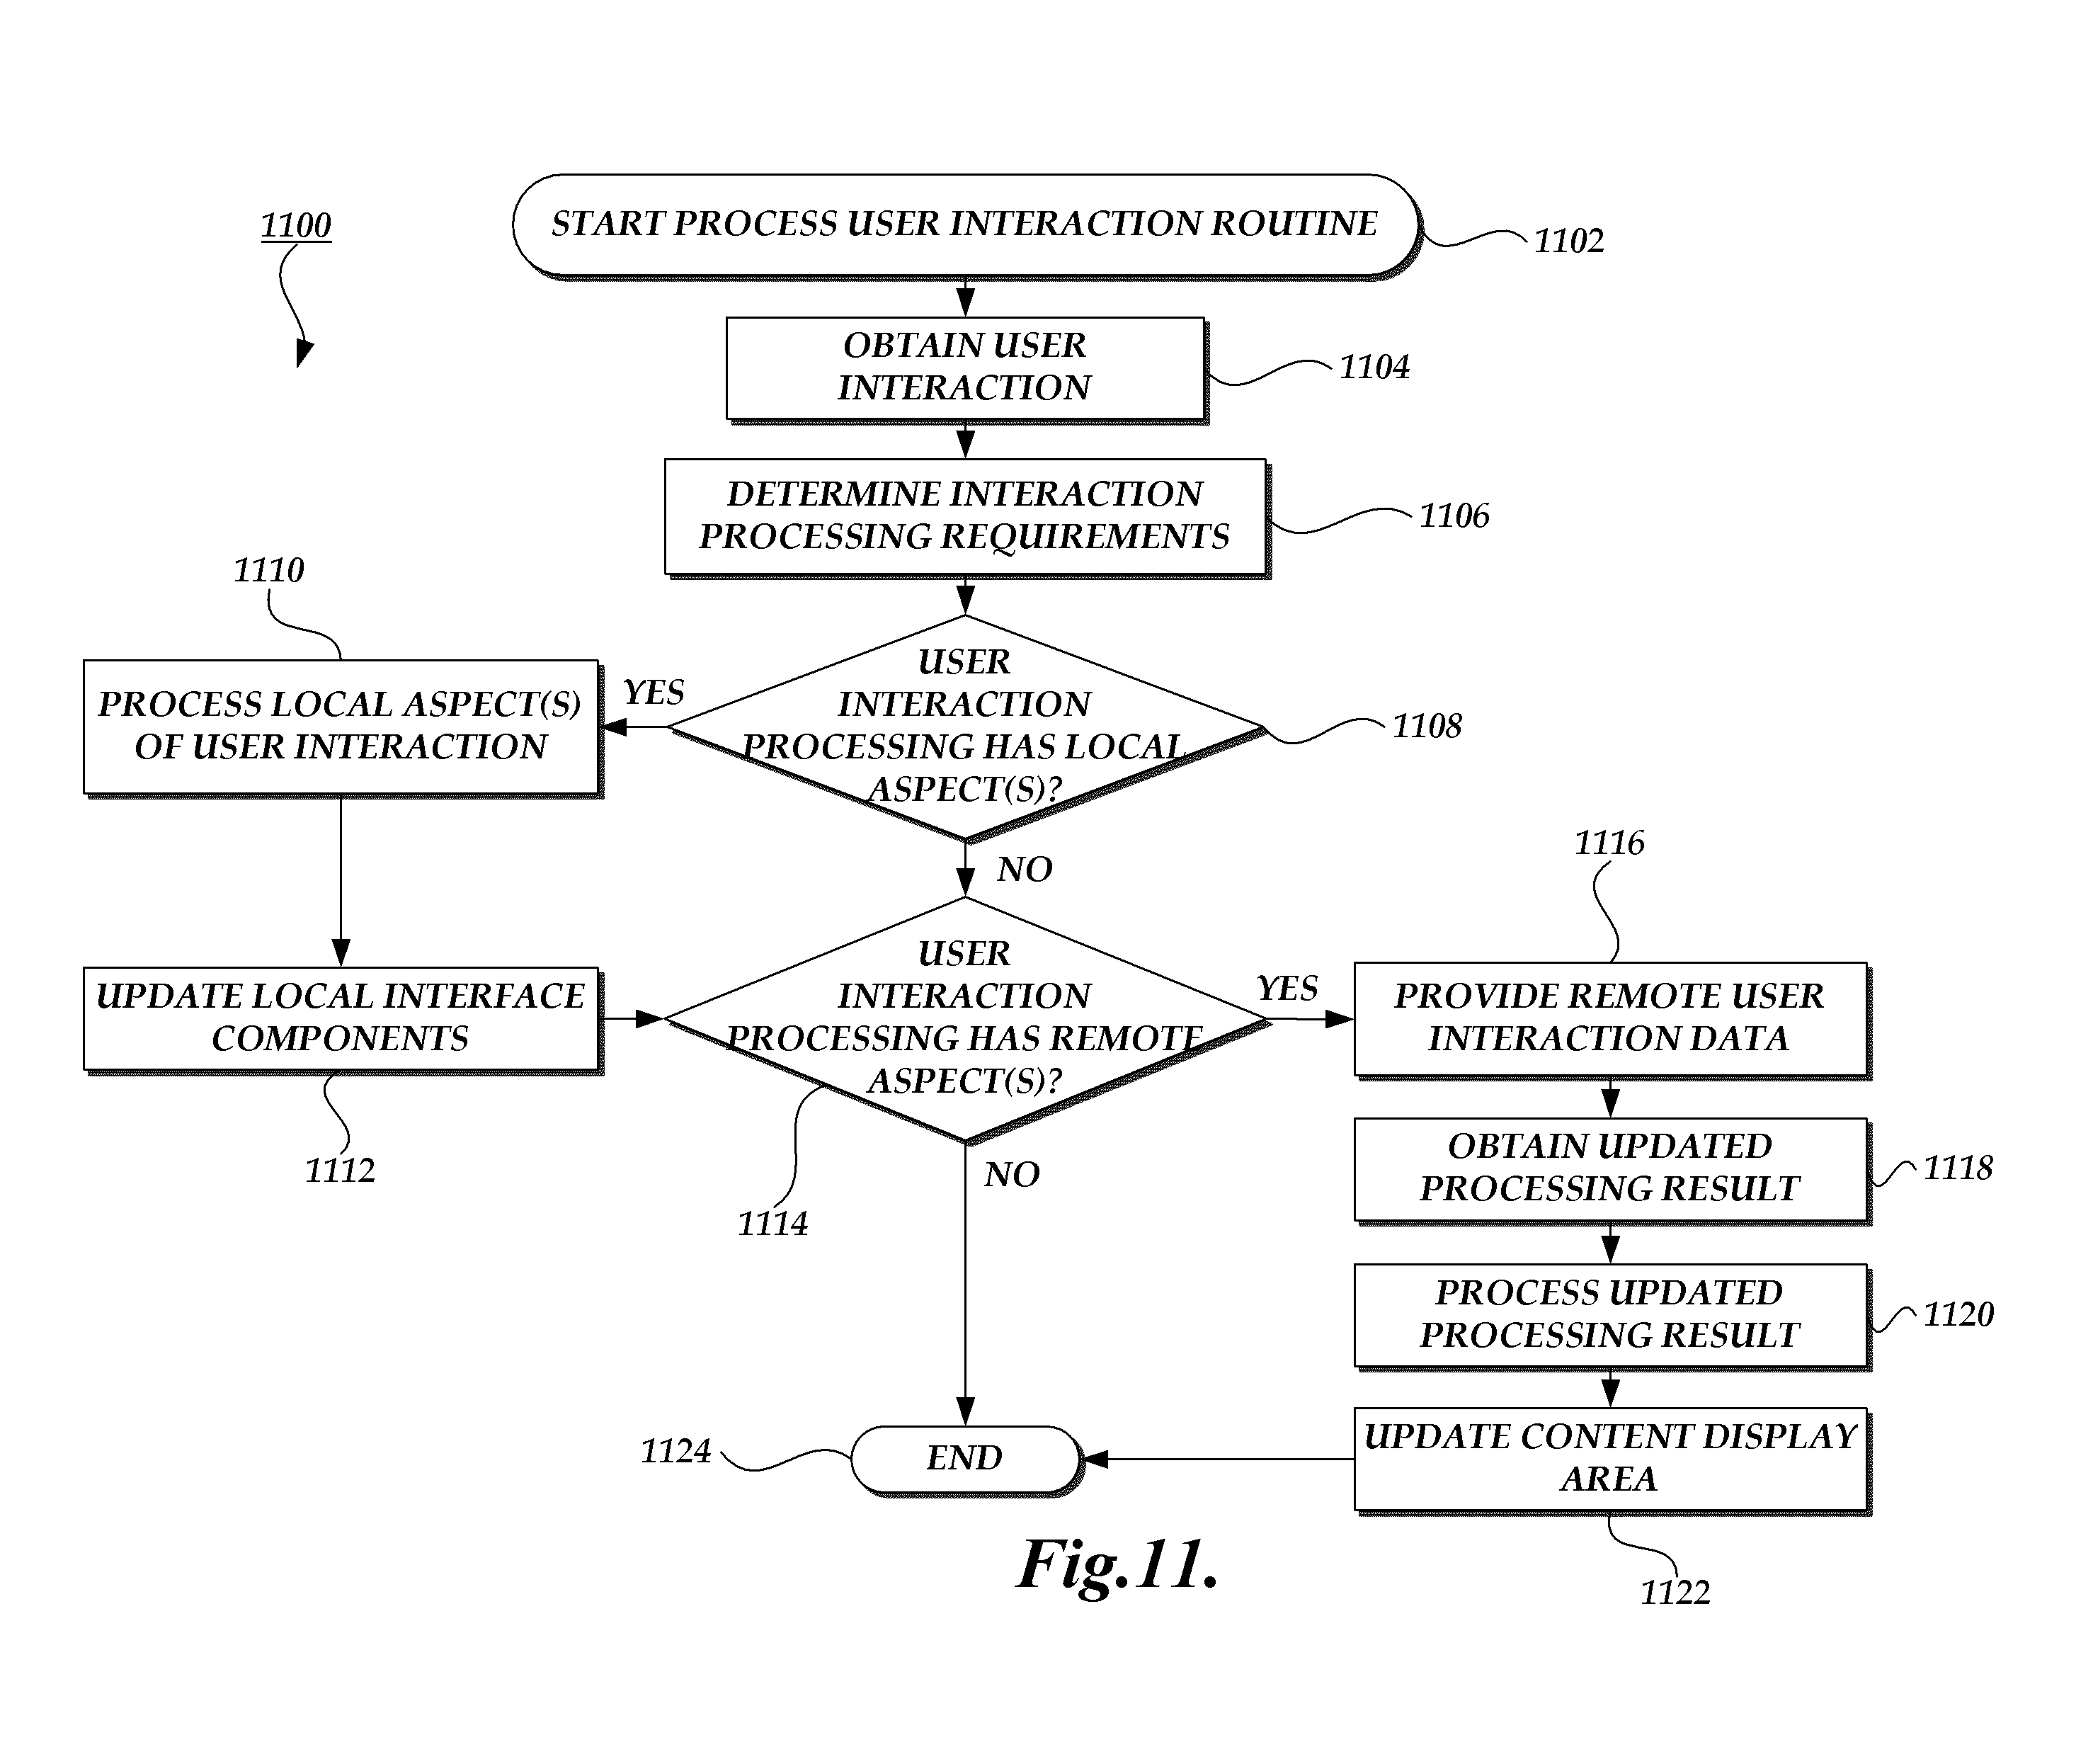 1100
START PROCESS USER INTERACTION ROUTINE
1102
OBTAIN USER
INTERACTION
1104
DETERMINE INTERACTION
PROCESSING REQUIREMENTS
1106
1110
PROCESS LOCAL ASPECT(S)
OF USER INTERACTION
YES
USER
INTERACTION
PROCESSING HAS LOCAL
ASPECT(S)?
1108
NO
UPDATE LOCAL INTERFACE
COMPONENTS
1112
USER
INTERACTION
PROCESSING HAS REMOTE
ASPECT(S)?
1114
YES
NO
1116
PROVIDE REMOTE USER
INTERACTION DATA
OBTAIN UPDATED
PROCESSING RESULT
1118
PROCESS UPDATED
PROCESSING RESULT
1120
UPDATE CONTENT DISPLAY
AREA
1122
1124
END
Fig.11.